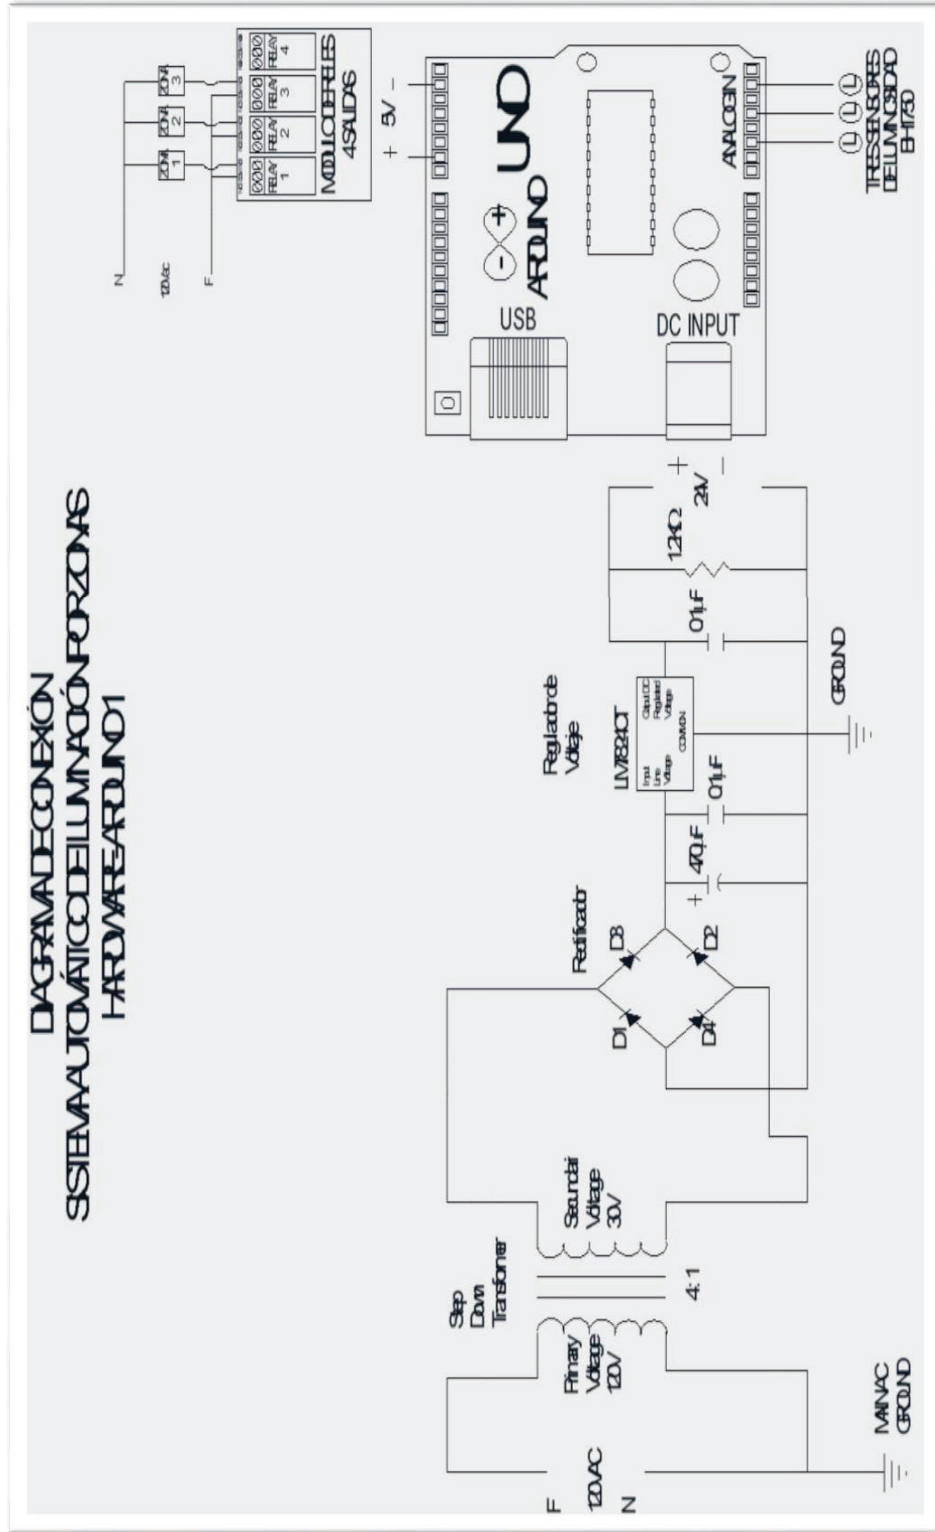 DIAGRAMA DE CONEXIÓN
SISTEMA AUTOMÁTICO DE ILUMINACIÓN POR ZONAS
HARDWARE ARDUINO 1
F
120VAC
N
MAIN AC
GROUND
Step
Down
Transformer
Primary
Voltage
120V
Secundari
Voltage
30V
4:1
Rectificador
D1
D3
D4
D2
+
470µF
0.1µF
Regulador de
Voltaje
LM7824CT
Input
Line
Voltage
Output DC
Regulated
Voltage
COMMON
0.1µF
1.2KΩ
+
24V
-
GROUND
USB
DC INPUT
- +
ARDUINO
UNO
ANALOG IN
+ 5V -
TRES SENSORES
DE LUMINOSIDAD
BH1750
L
L
L
N
120Vac
F
ZONA
1
ZONA
2
ZONA
3
RELAY
1
RELAY
2
RELAY
3
RELAY
4
MODULO DE RELES
4 SALIDAS